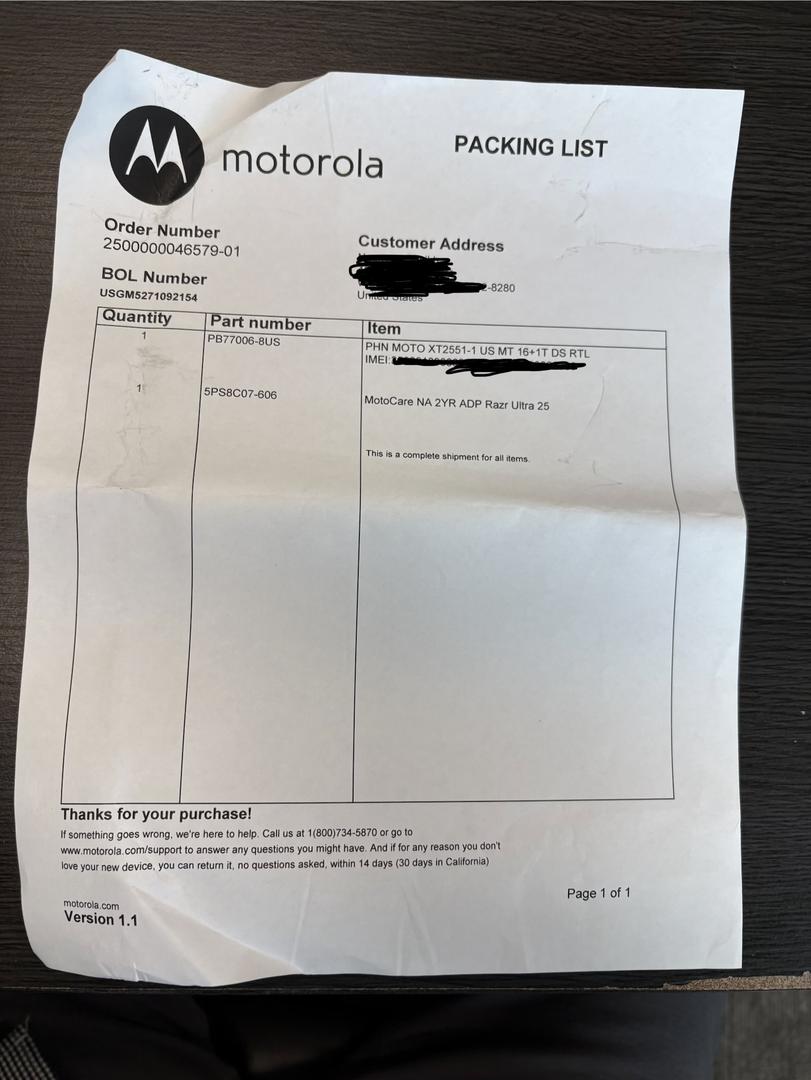 motorola
PACKING LIST
Order Number
2500000046579-01
Customer Address
-8280
United States
BOL Number
USGM5271092154
Quantity Part number Item
1 PB77006-8US PHN MOTO XT2551-1 US MT 16+1T DS RTL
IMEI:
1 5PS8C07-606 MotoCare NA 2YR ADP Razr Ultra 25
This is a complete shipment for all items.
Thanks for your purchase!
If something goes wrong, we're here to help. Call us at 1(800)734-5870 or go to
www.motorola.com/support to answer any questions you might have. And if for any reason you don't
love your new device, you can return it, no questions asked, within 14 days (30 days in California)
Page 1 of 1
motorola.com
Version 1.1